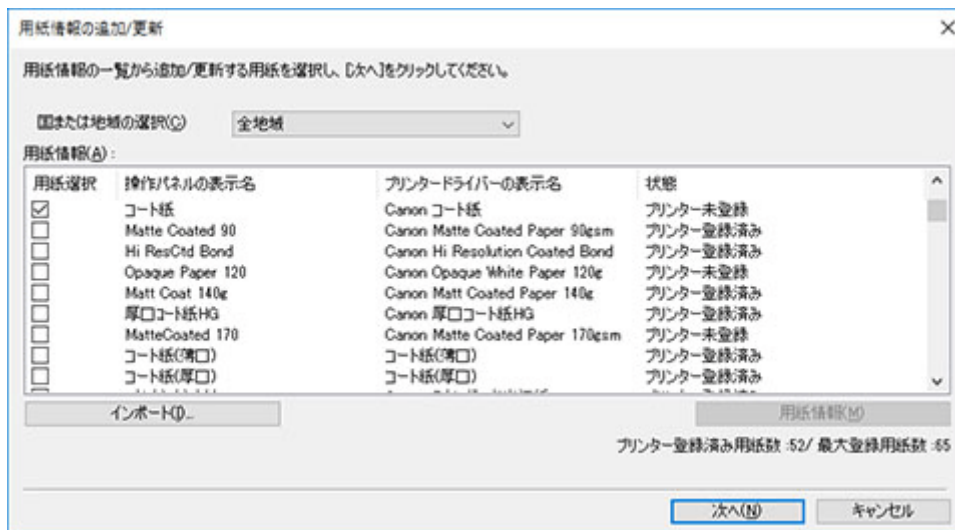 用紙情報の追加/更新
用紙情報の一覧から追加/更新する用紙を選択し、[次へ]をクリックしてください。
国または地域の選択(C) 全地域
用紙情報(A):
用紙選択 操作パネルの表示名 プリンタードライバーの表示名 状態
コート紙 Canon コート紙 プリンター未登録
Matte Coated 90 Canon Matte Coated Paper 90gsm プリンター登録済み
Hi ResCtd Bond Canon Hi Resolution Coated Bond プリンター登録済み
Opaque Paper 120 Canon Opaque White Paper 120g プリンター未登録
Matt Coat 140g Canon Matt Coated Paper 140g プリンター登録済み
厚口コート紙HG Canon 厚口コート紙HG プリンター登録済み
MatteCoated 170 Canon Matte Coated Paper 170gsm プリンター未登録
コート紙(薄口) コート紙(薄口) プリンター登録済み
コート紙(厚口) コート紙(厚口) プリンター登録済み
インポート(I)... 用紙情報(M)
プリンター登録済み用紙数 :52/ 最大登録用紙数 :65
次へ(N) キャンセル